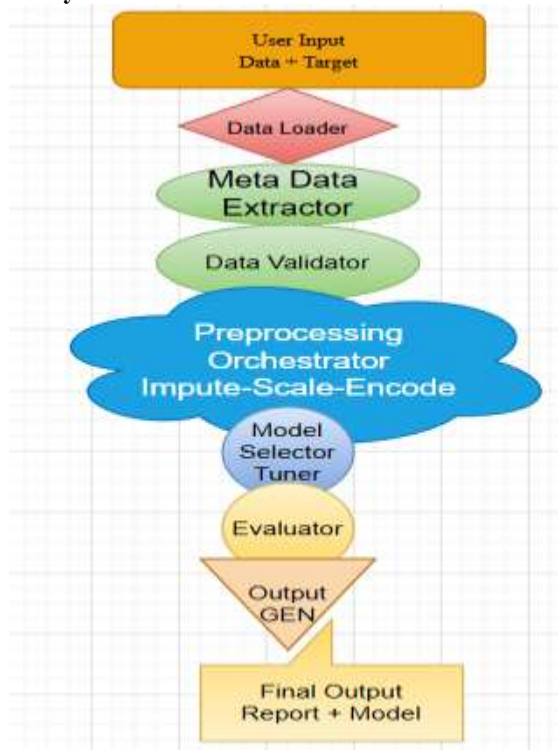 User Input
Data + Target
Data Loader
Meta Data
Extractor
Data Validator
Preprocessing
Orchestrator
Impute-Scale-Encode
Model
Selector
Tuner
Evaluator
Output
GEN
Final Output
Report + Model